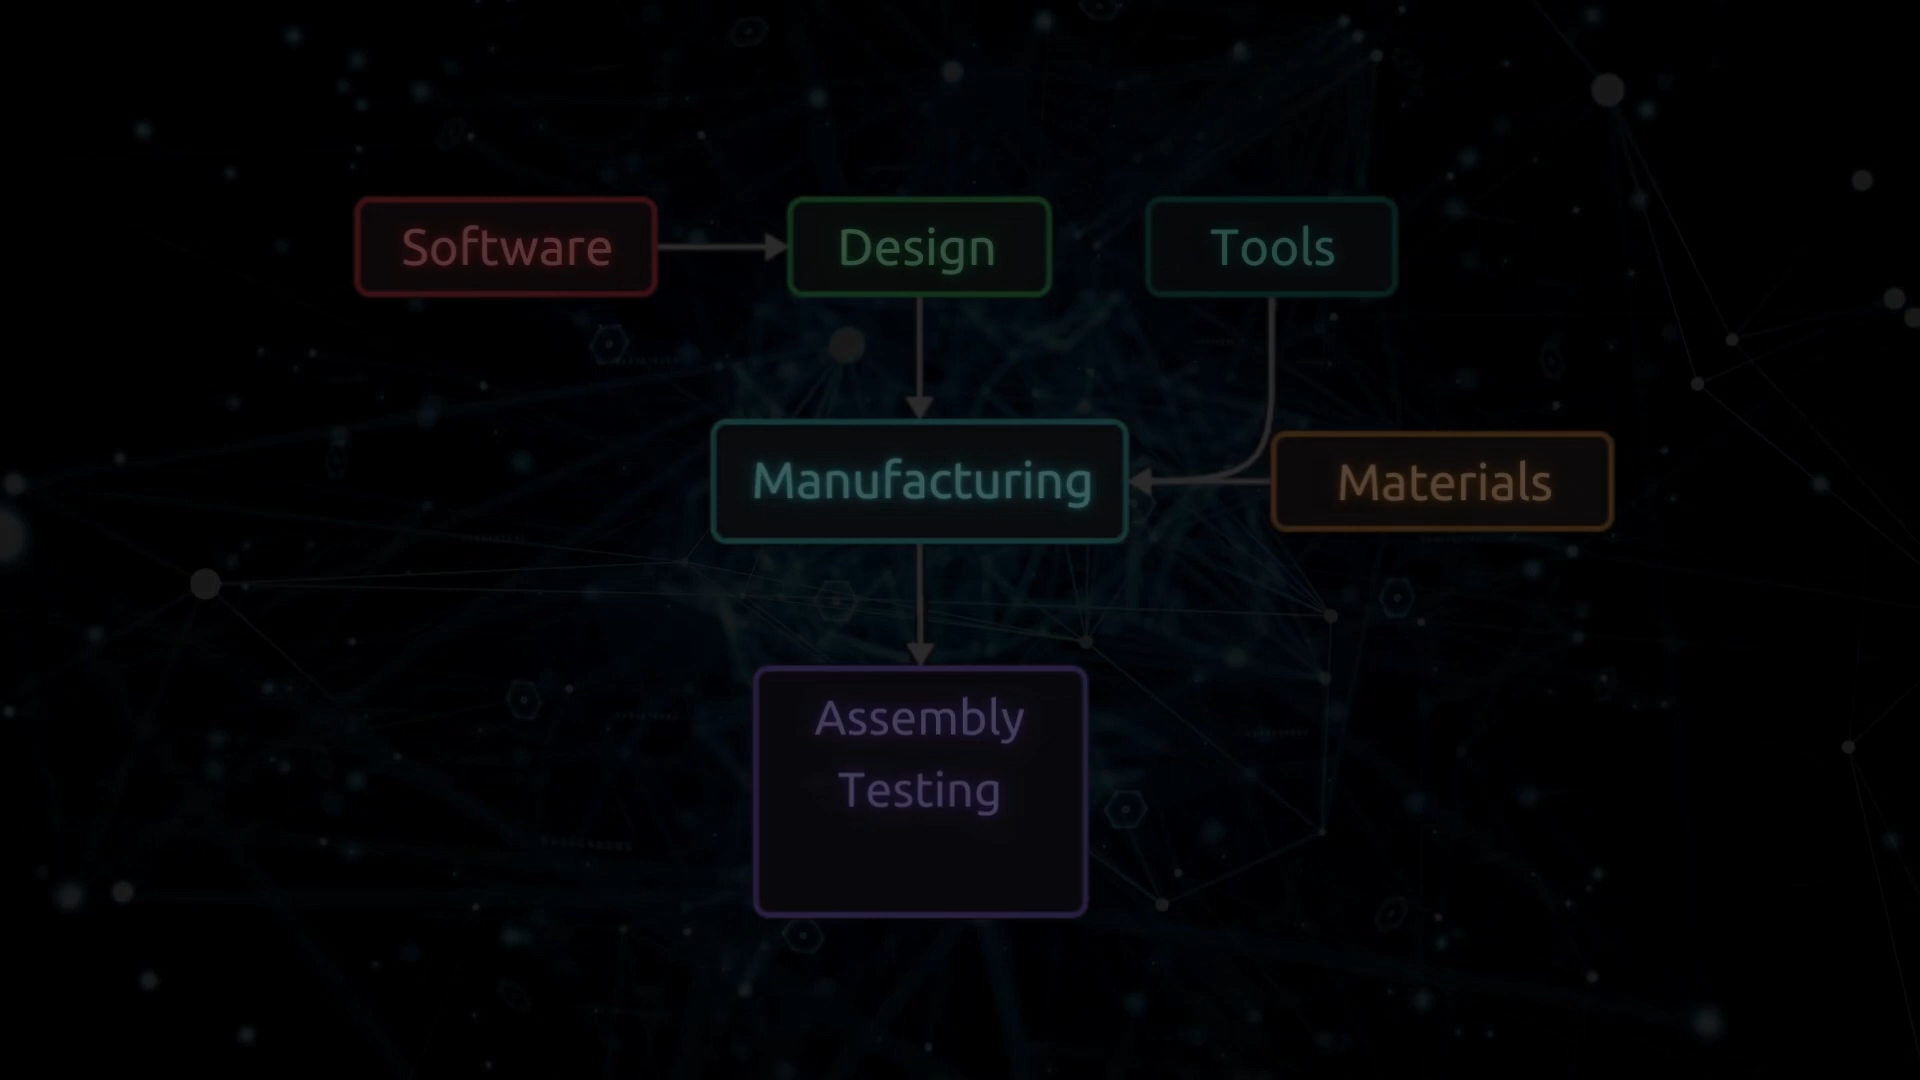 Software
Design
Tools
Manufacturing
Materials
Assembly
Testing